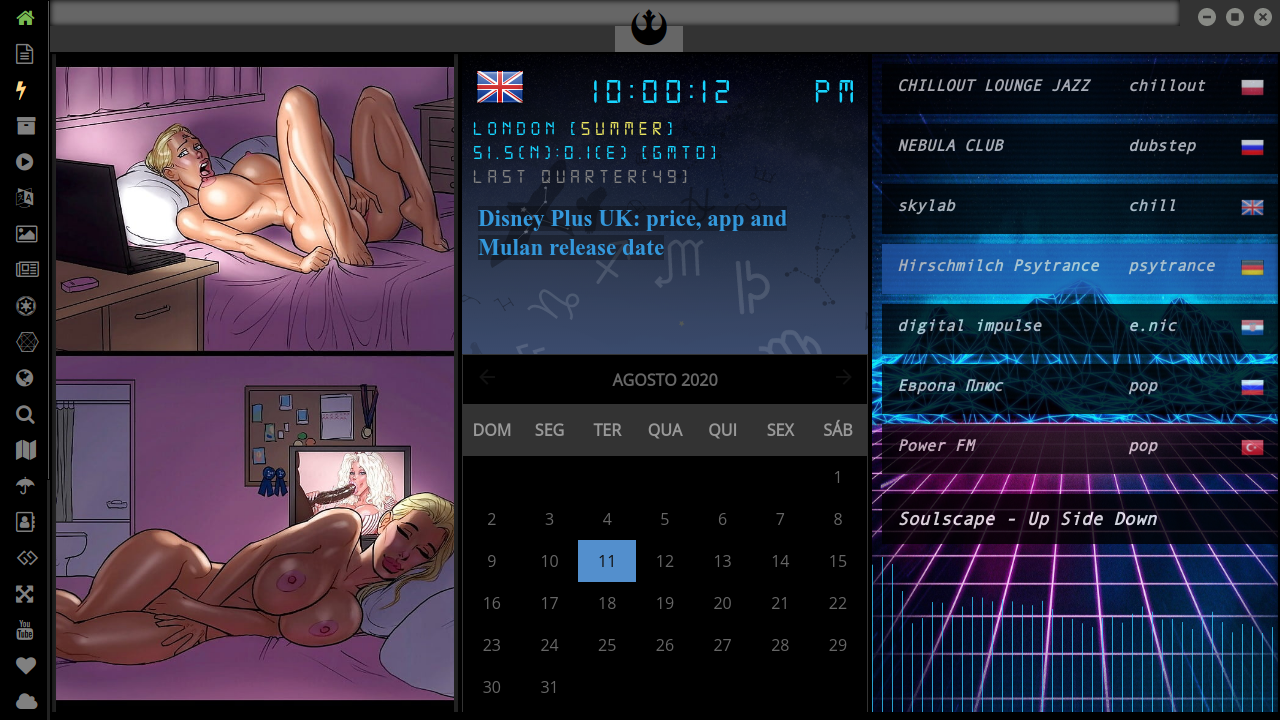 10:00:12 PM
LONDON (SUMMER)
51.5(N):0.1(E) (GMT0)
LAST QUARTER(49)
Disney Plus UK: price, app and
Mulan release date
AGOSTO 2020
DOM SEG TER QUA QUI SEX SÁB
1
2 3 4 5 6 7 8
9 10 11 12 13 14 15
16 17 18 19 20 21 22
23 24 25 26 27 28 29
30 31
CHILLOUT LOUNGE JAZZ chillout
NEBULA CLUB dubstep
skylab chill
Hirschmilch Psytrance psytrance
digital impulse e.nic
Европа Плюс pop
Power FM pop
Soulscape - Up Side Down
You
Tube